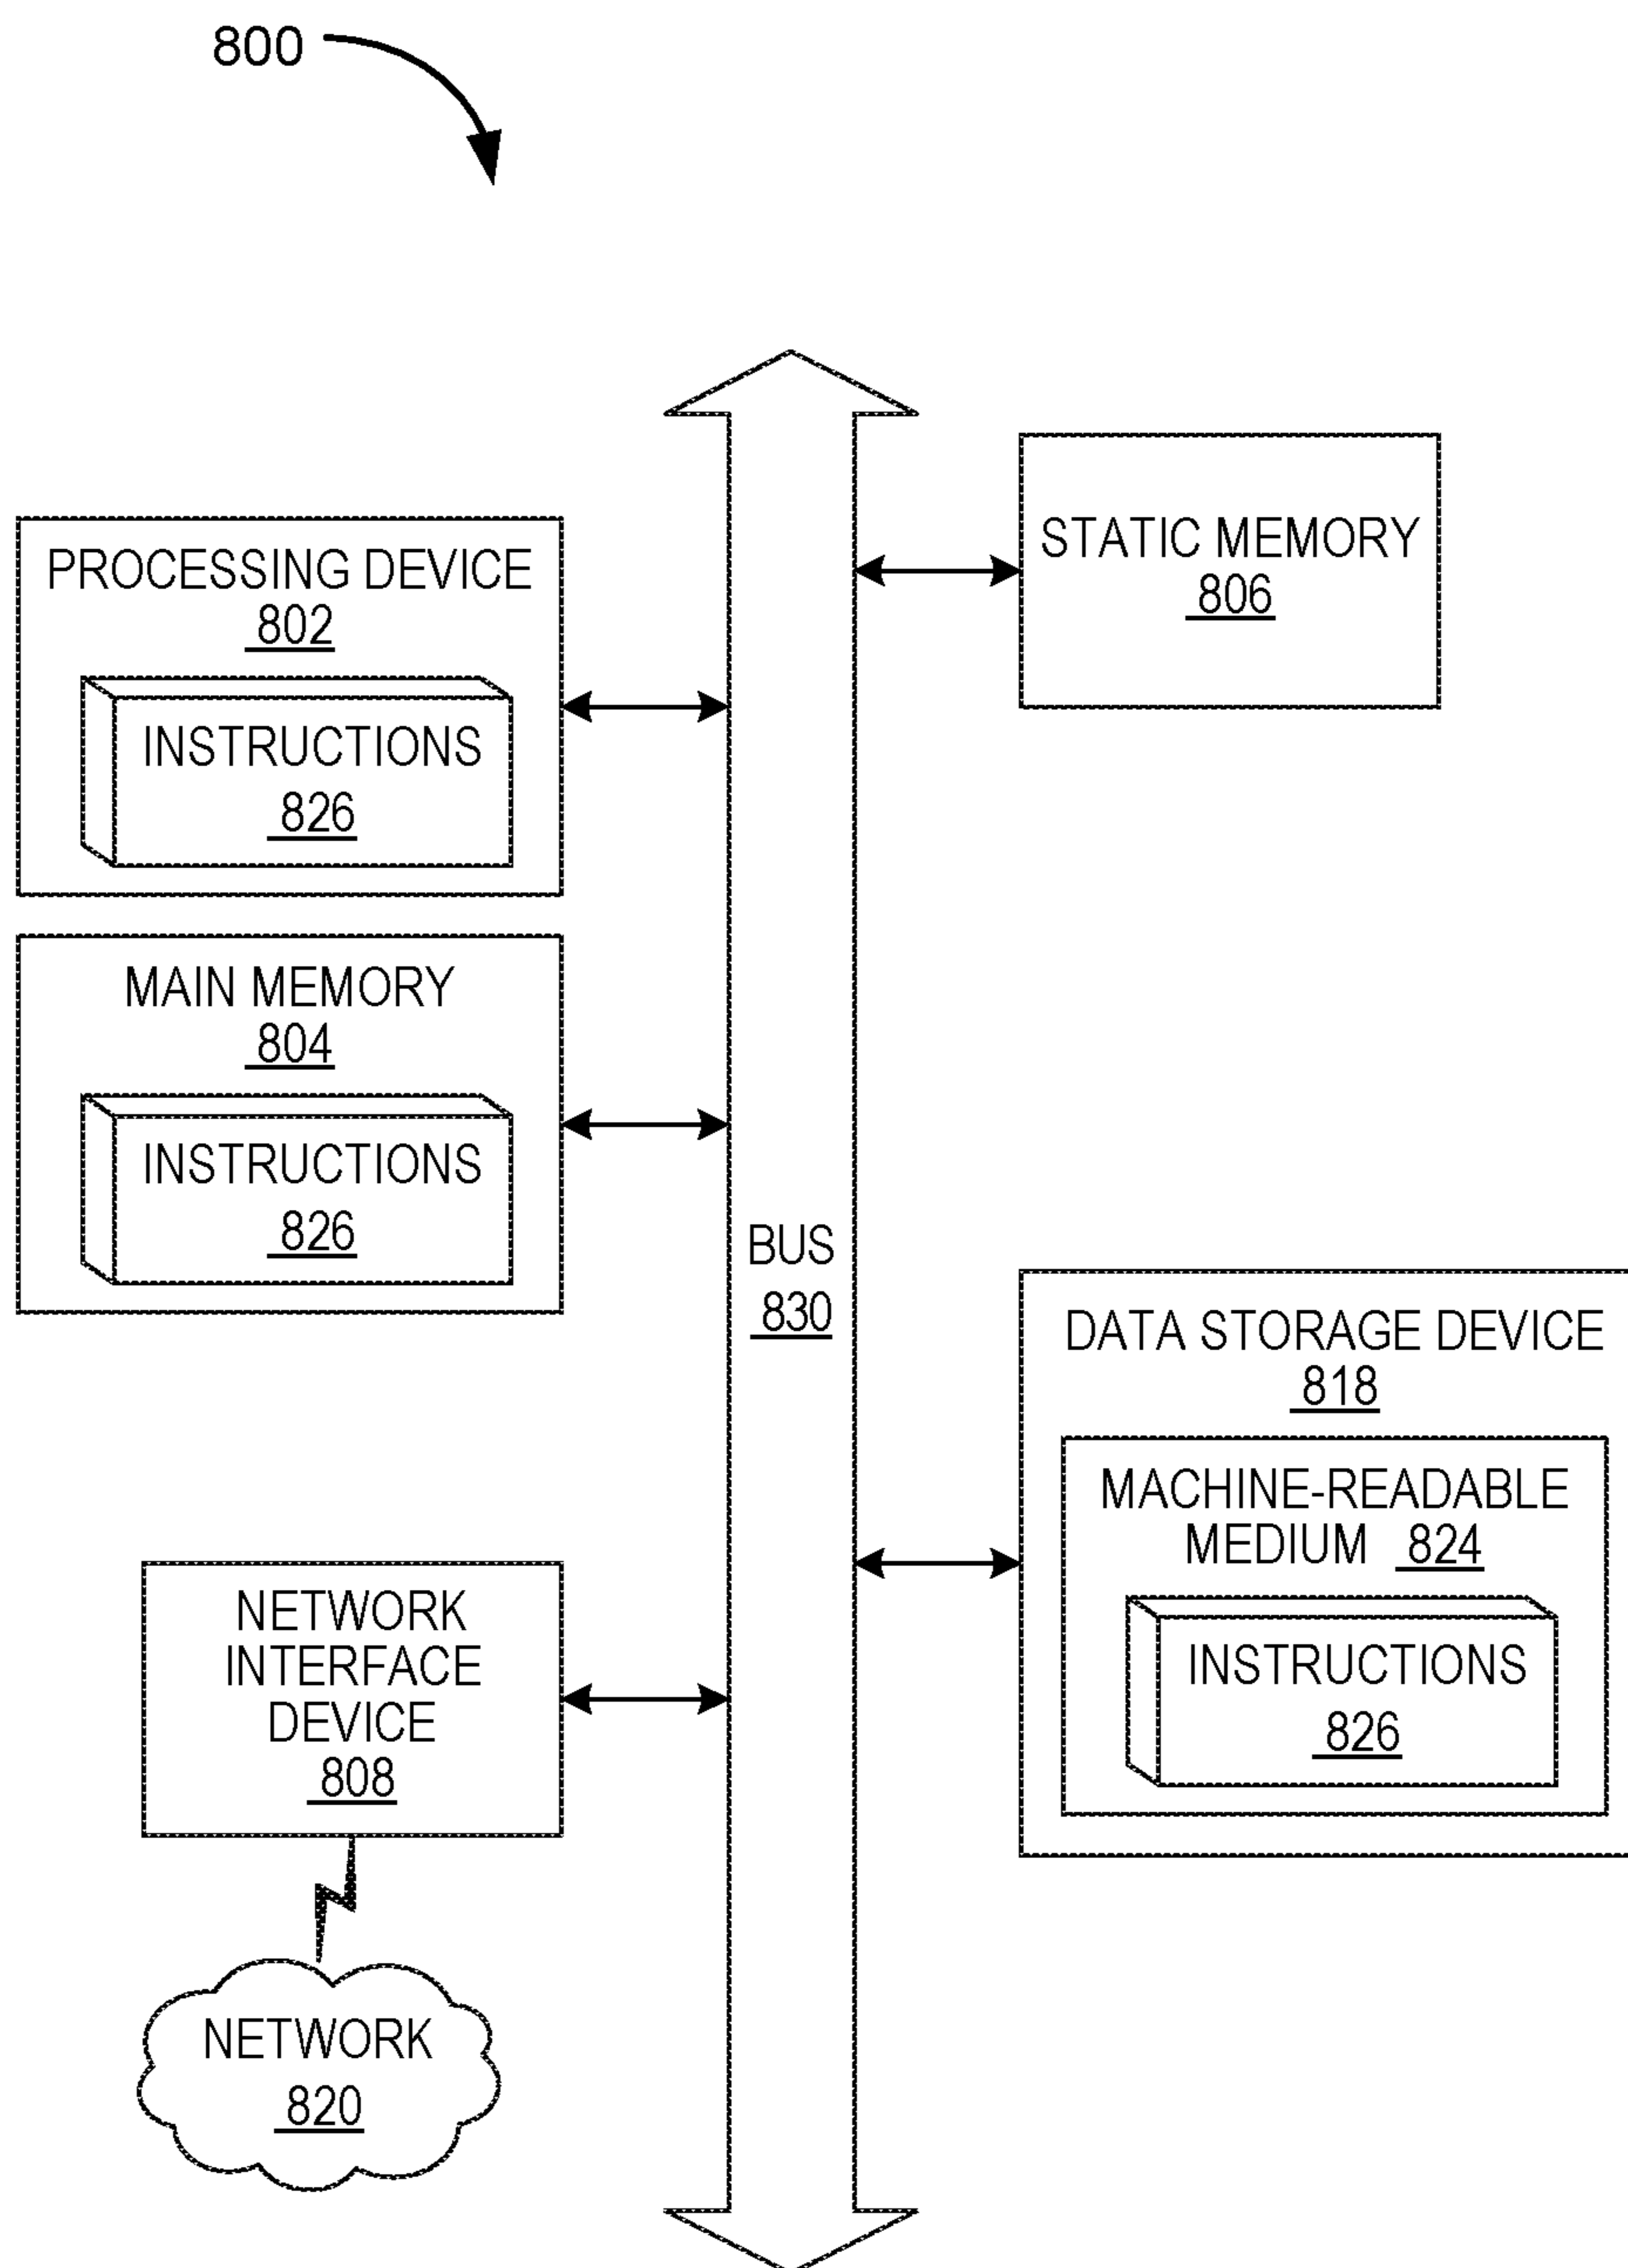 800
PROCESSING DEVICE
802
INSTRUCTIONS
826
MAIN MEMORY
804
INSTRUCTIONS
826
NETWORK
INTERFACE
DEVICE
808
NETWORK
820
BUS
830
STATIC MEMORY
806
DATA STORAGE DEVICE
818
MACHINE-READABLE
MEDIUM 824
INSTRUCTIONS
826